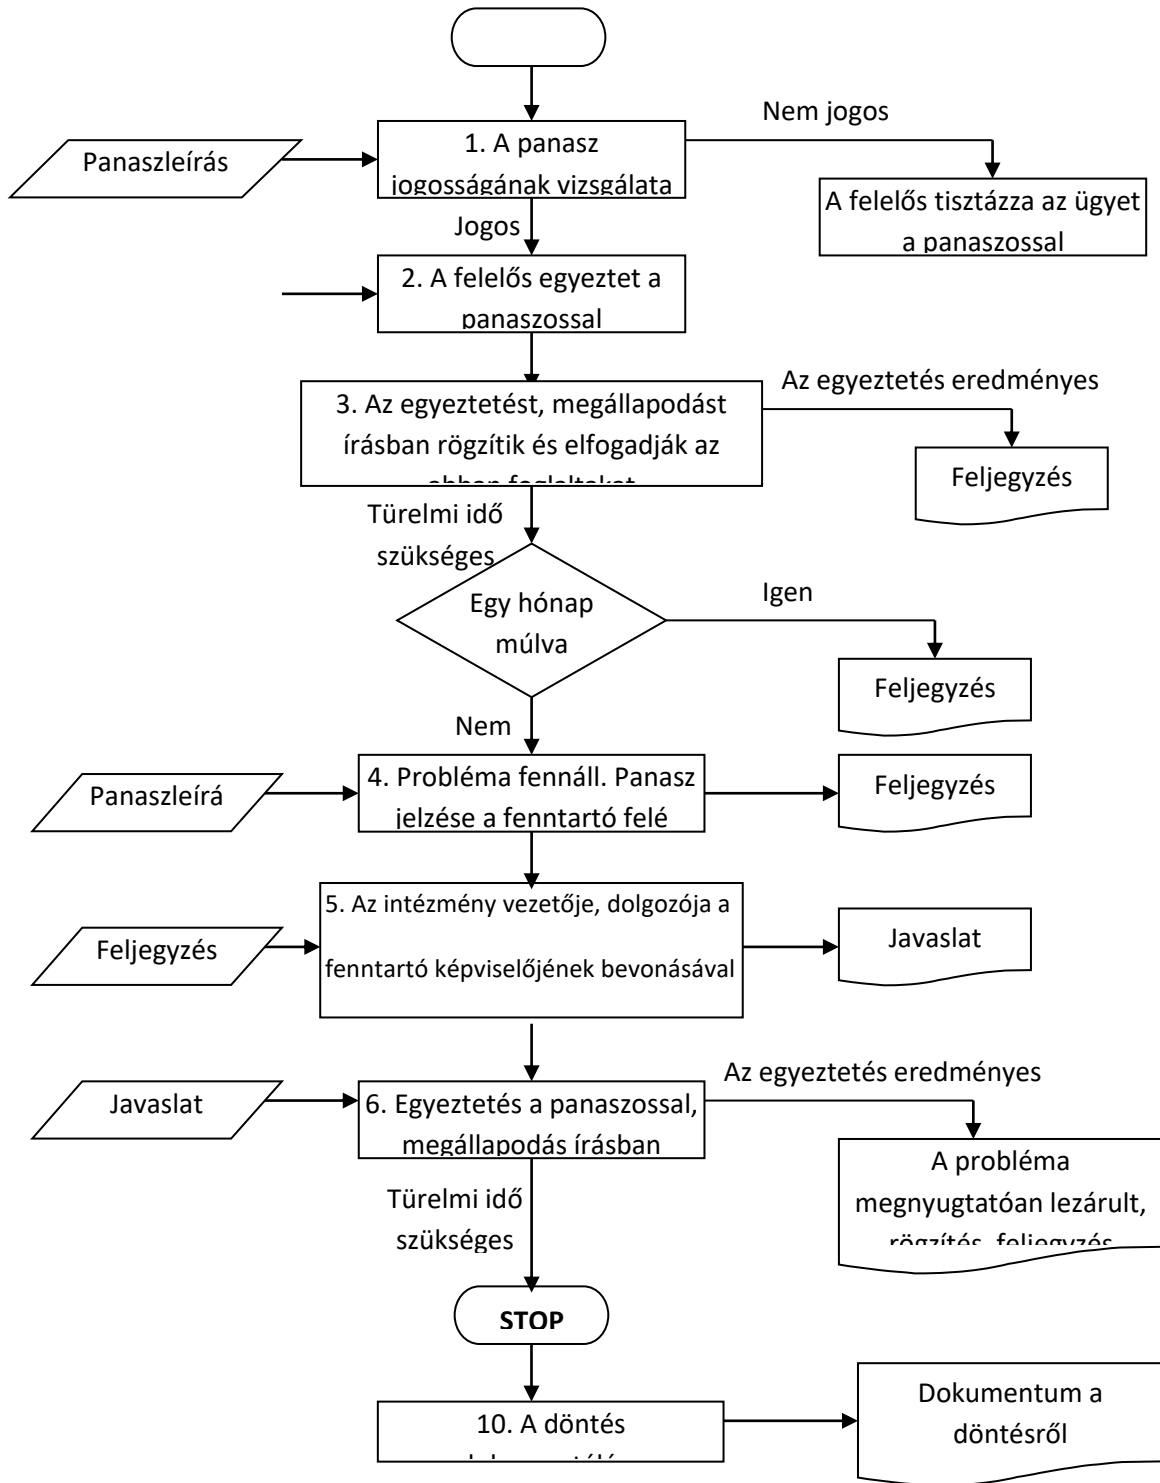 Nem jogos
Panaszleírás
1. A panasz
jogosságának vizsgálata
A felelős tisztázza az ügyet
a panaszossal
Jogos
2. A felelős egyeztet a
panaszossal
Az egyeztetés eredményes
3. Az egyeztetést, megállapodást
írásban rögzítik és elfogadják az
abban foglaltakat
Feljegyzés
Türelmi idő
szükséges
Egy hónap
múlva
Igen
Feljegyzés
Nem
Panaszleírá
4. Probléma fennáll. Panasz
jelzése a fenntartó felé
Feljegyzés
5. Az intézmény vezetője, dolgozója a
fenntartó képviselőjének bevonásával
Feljegyzés
Javaslat
Az egyeztetés eredményes
Javaslat
6. Egyeztetés a panaszossal,
megállapodás írásban
A probléma
megnyugtatóan lezárult,
rögzítés, feljegyzés
Türelmi idő
szükséges
STOP
10. A döntés
Dokumentum a
döntésről